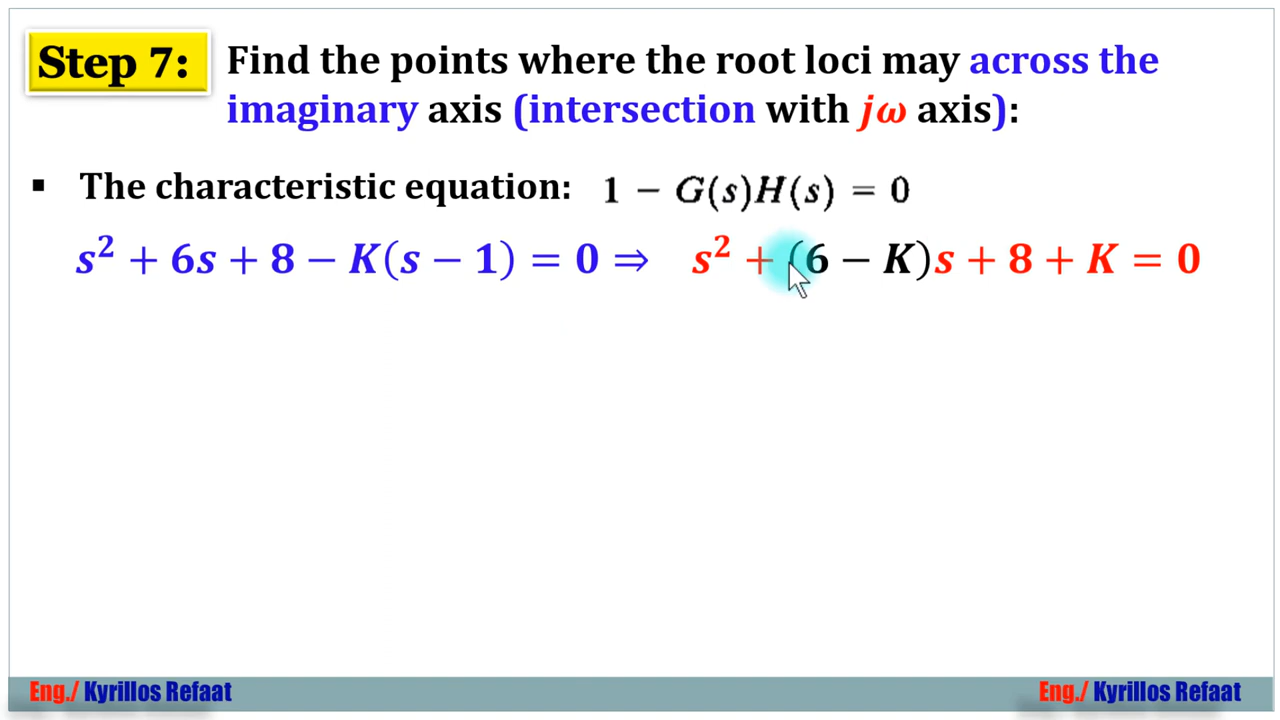 Step 7: Find the points where the root loci may across the
imaginary axis (intersection with jω axis):
▪ The characteristic equation: 1 − G(s)H(s) = 0
s² + 6s + 8 − K(s − 1) = 0 ⇒ s² + (6 − K)s + 8 + K = 0
Eng./ Kyrillos Refaat Eng./ Kyrillos Refaat